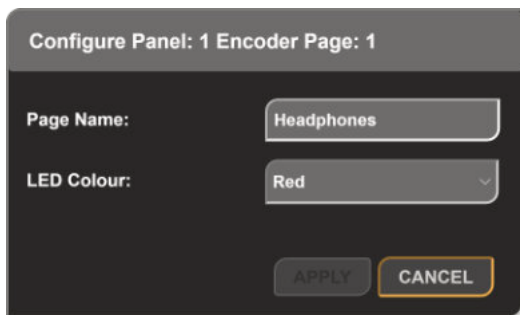 Configure Panel: 1 Encoder Page: 1
Page Name: Headphones
LED Colour: Red
APPLY CANCEL